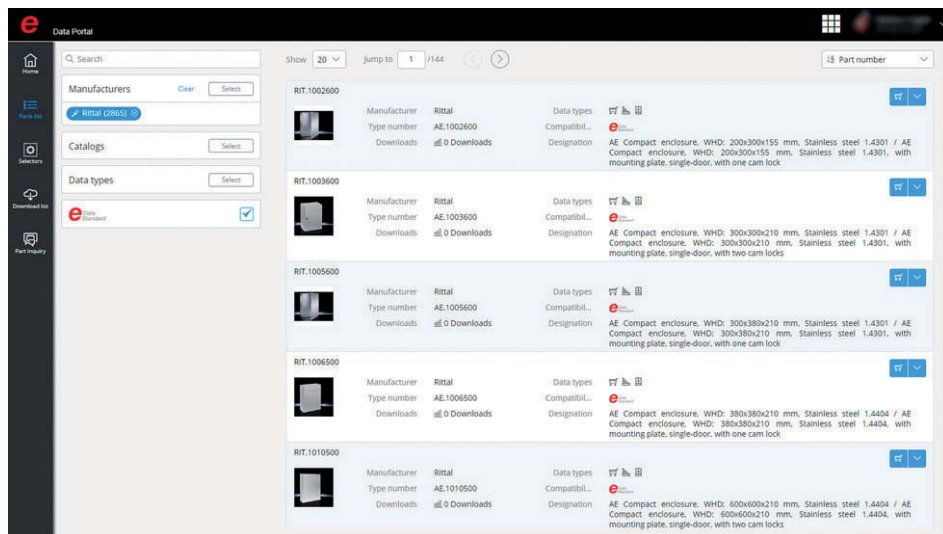 e Data Portal
Home
Parts list
Selectors
Download list
Part inquiry
Search
Manufacturers Clear Select
Rittal (2865)
Catalogs Select
Data types Select
e Data Standard
Show 20 Jump to 1 /144
Part number
RIT.1002600
Manufacturer Rittal Data types
Type number AE.1002600 Compatibil... e
Downloads 0 Downloads Designation AE Compact enclosure, WHD: 200x300x155 mm, Stainless steel 1.4301 / AE
Compact enclosure, WHD: 200x300x155 mm, Stainless steel 1.4301, with
mounting plate, single-door, with one cam lock
RIT.1003600
Manufacturer Rittal Data types
Type number AE.1003600 Compatibil... e
Downloads 0 Downloads Designation AE Compact enclosure, WHD: 300x300x210 mm, Stainless steel 1.4301 / AE
Compact enclosure, WHD: 300x300x210 mm, Stainless steel 1.4301, with
mounting plate, single-door, with two cam locks
RIT.1005600
Manufacturer Rittal Data types
Type number AE.1005600 Compatibil... e
Downloads 0 Downloads Designation AE Compact enclosure, WHD: 300x380x210 mm, Stainless steel 1.4301 / AE
Compact enclosure, WHD: 300x380x210 mm, Stainless steel 1.4301, with
mounting plate, single-door, with one cam lock
RIT.1006500
Manufacturer Rittal Data types
Type number AE.1006500 Compatibil... e
Downloads 0 Downloads Designation AE Compact enclosure, WHD: 380x380x210 mm, Stainless steel 1.4404 / AE
Compact enclosure, WHD: 380x380x210 mm, Stainless steel 1.4404, with
mounting plate, single-door, with one cam lock
RIT.1010500
Manufacturer Rittal Data types
Type number AE.1010500 Compatibil... e
Downloads 0 Downloads Designation AE Compact enclosure, WHD: 600x600x210 mm, Stainless steel 1.4404 / AE
Compact enclosure, WHD: 600x600x210 mm, Stainless steel 1.4404, with
mounting plate, single-door, with two cam locks